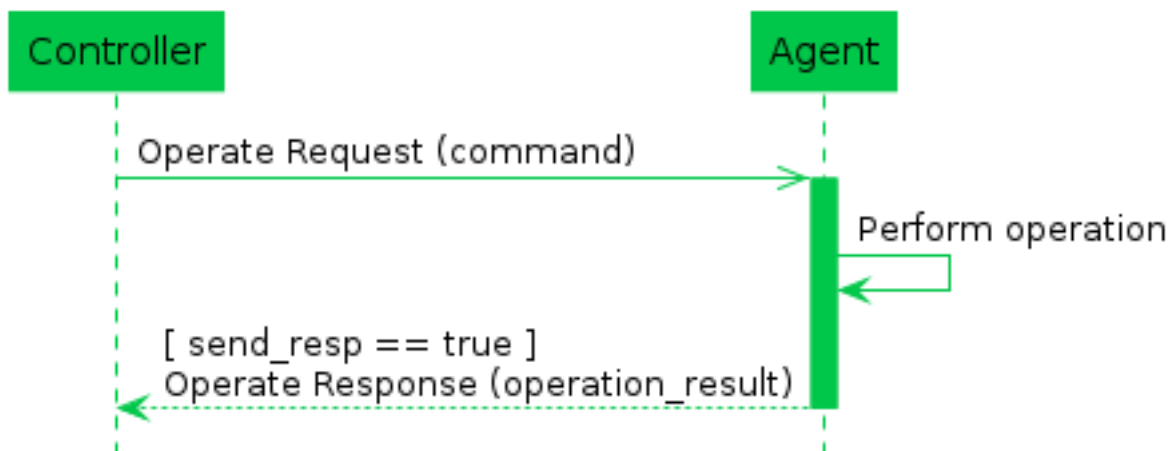 Controller
Agent
Operate Request (command)
Perform operation
[ send_resp == true ]
Operate Response (operation_result)